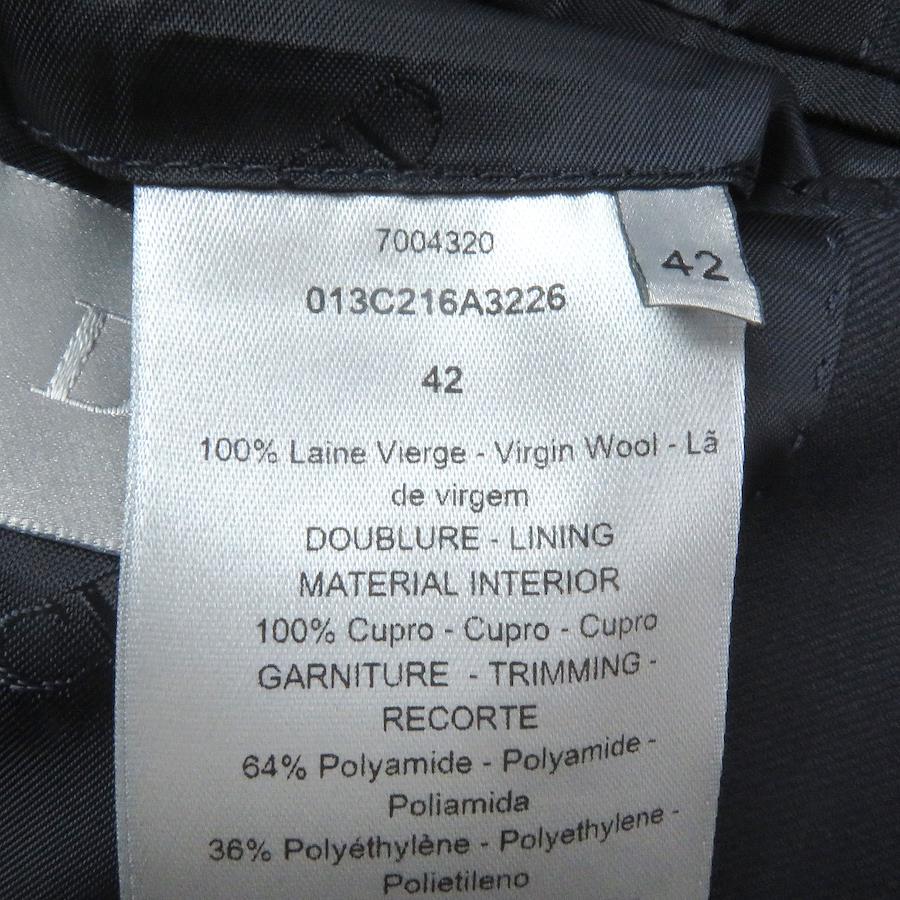 7004320
42
013C216A3226
42
100% Laine Vierge - Virgin Wool - Lã
de virgem
DOUBLURE - LINING
MATERIAL INTERIOR
100% Cupro - Cupro - Cupro
GARNITURE - TRIMMING -
RECORTE
64% Polyamide - Polyamide -
Poliamida
36% Polyéthylène - Polyethylene -
Polietileno